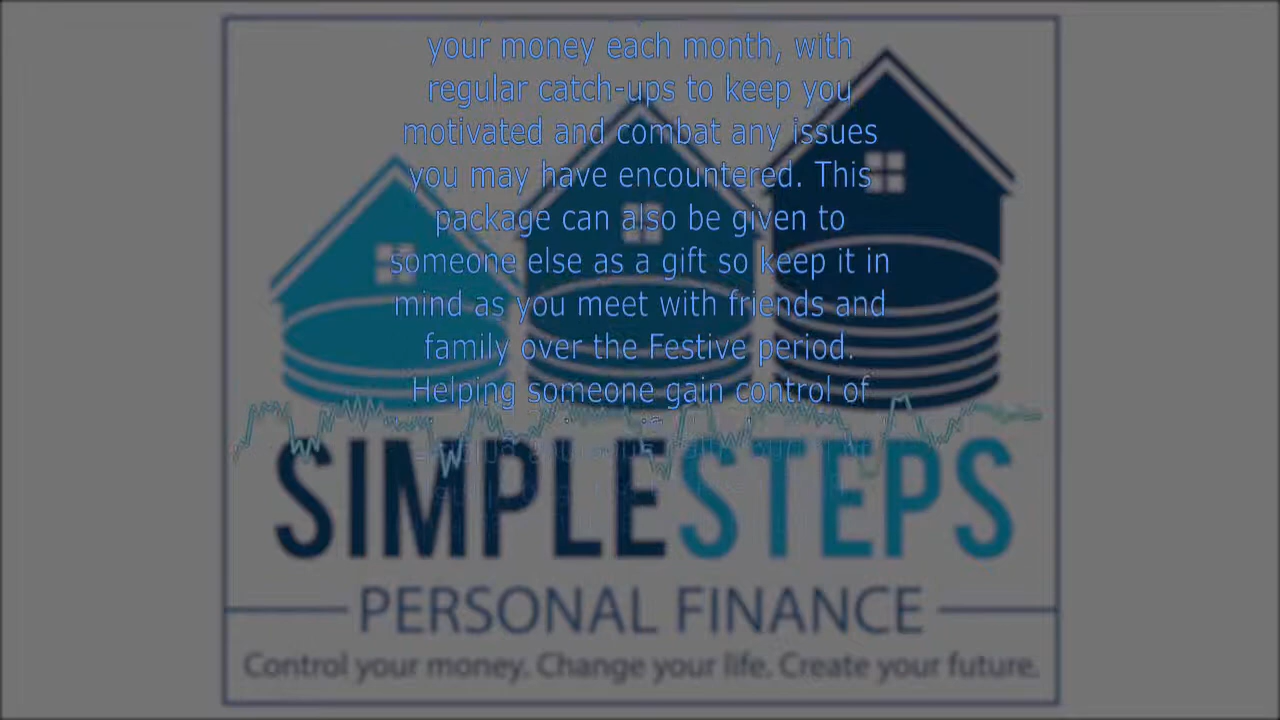 your money each month, with
regular catch-ups to keep you
motivated and combat any issues
you may have encountered. This
package can also be given to
someone else as a gift so keep it in
mind as you meet with friends and
family over the Festive period.
Helping someone gain control of
SIMPLESTEPS
PERSONAL FINANCE
Control your money. Change your life. Create your future.